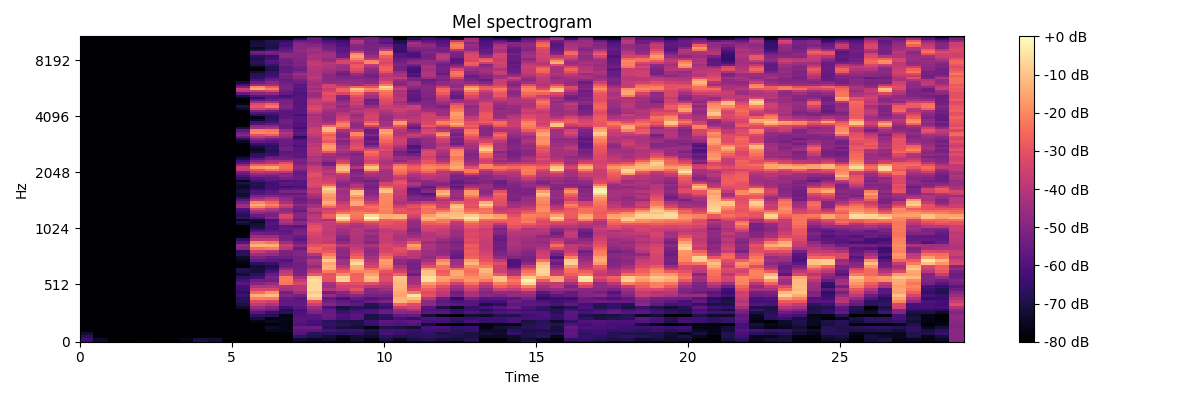 Mel spectrogram
Hz
8192
4096
2048
1024
512
0
0 5 10 15 20 25
Time
+0 dB
-10 dB
-20 dB
-30 dB
-40 dB
-50 dB
-60 dB
-70 dB
-80 dB